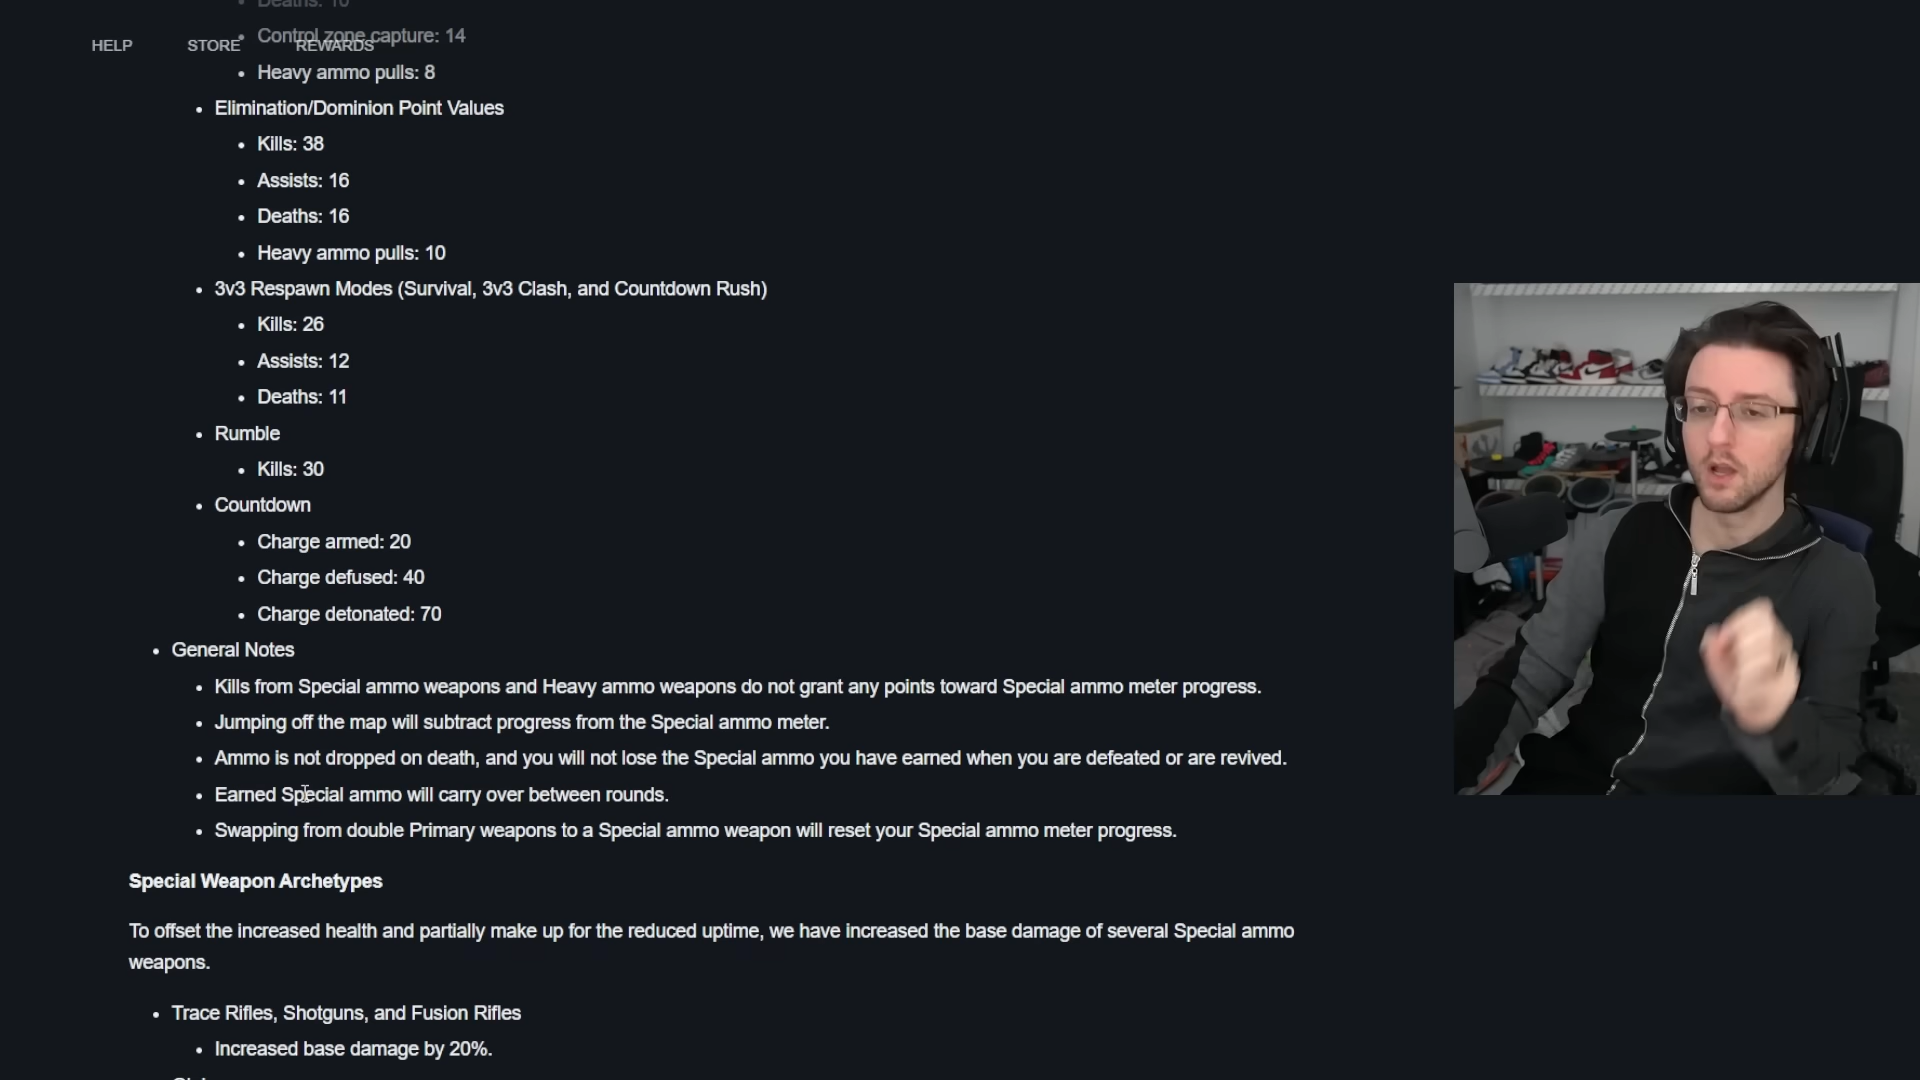 Deaths: 10
HELP
STORE
REWARDS
Control zone capture: 14
Heavy ammo pulls: 8
Elimination/Dominion Point Values
Kills: 38
Assists: 16
Deaths: 16
Heavy ammo pulls: 10
3v3 Respawn Modes (Survival, 3v3 Clash, and Countdown Rush)
Kills: 26
Assists: 12
Deaths: 11
Rumble
Kills: 30
Countdown
Charge armed: 20
Charge defused: 40
Charge detonated: 70
General Notes
Kills from Special ammo weapons and Heavy ammo weapons do not grant any points toward Special ammo meter progress.
Jumping off the map will subtract progress from the Special ammo meter.
Ammo is not dropped on death, and you will not lose the Special ammo you have earned when you are defeated or are revived.
Earned Special ammo will carry over between rounds.
Swapping from double Primary weapons to a Special ammo weapon will reset your Special ammo meter progress.
Special Weapon Archetypes
To offset the increased health and partially make up for the reduced uptime, we have increased the base damage of several Special ammo
weapons.
Trace Rifles, Shotguns, and Fusion Rifles
Increased base damage by 20%.